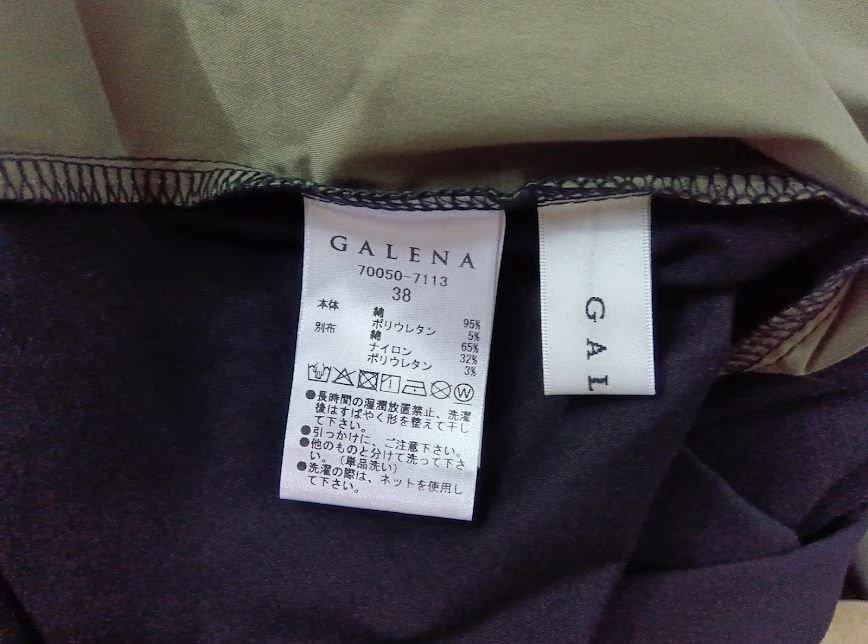 GALENA
70050-7113
38
本体 綿 95%
ポリウレタン 5%
別布 綿 65%
ナイロン 32%
ポリウレタン 3%
W
●長時間の湿潤放置禁止、洗濯
後はすばやく形を整えて干し
て下さい。
●引っかけに、ご注意下さい。
●他のものと分けて洗って下さ
い。(単品洗い)
●洗濯の際は、ネットを使用し
て下さい。
GAL